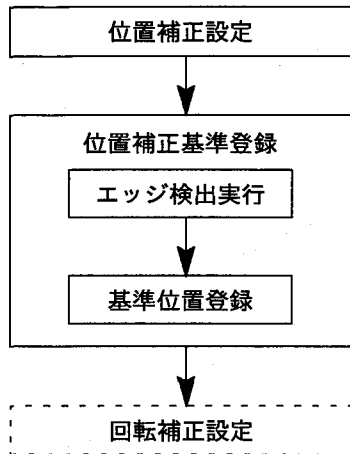 位置補正設定
位置補正基準登録
エッジ検出実行
基準位置登録
回転補正設定